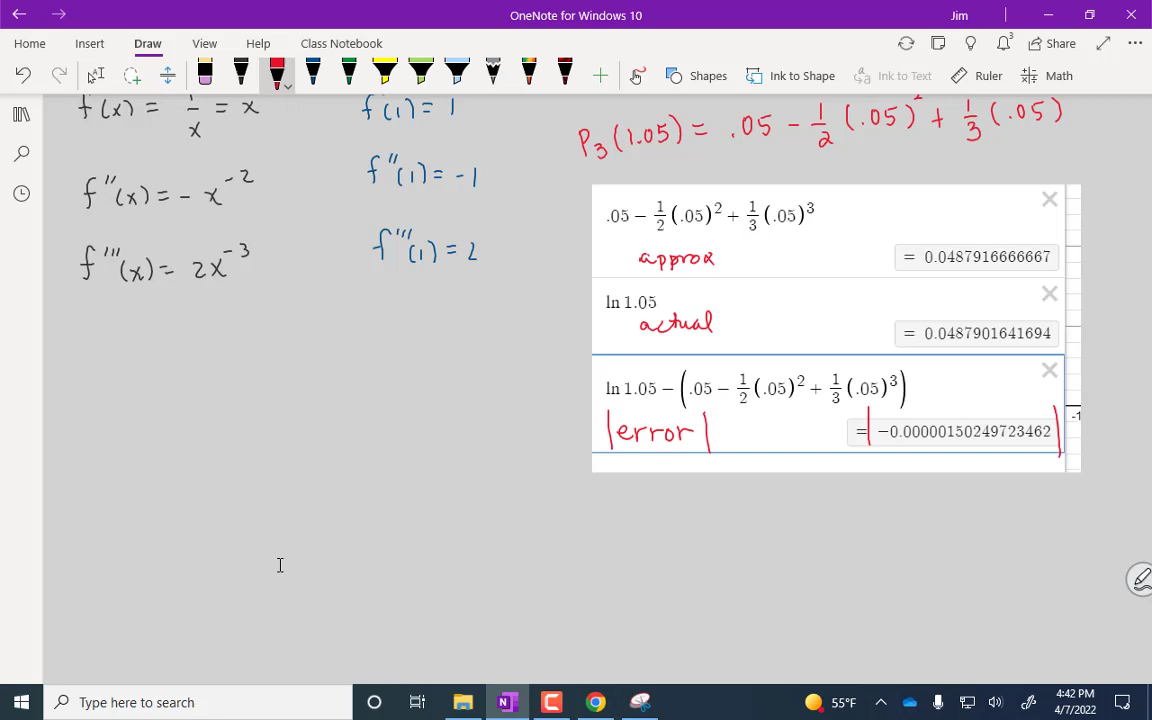 OneNote for Windows 10
Jim
Home Insert Draw View Help Class Notebook
Share
Shapes Ink to Shape Ink to Text Ruler Math
f'(x) = 1/x = x
f'(1) = 1
P₃(1.05) = .05 - 1/2 (.05)² + 1/3 (.05)
f''(x) = - x⁻²
f''(1) = -1
f'''(x) = 2x⁻³
f'''(1) = 2
.05 − 1/2 (.05)² + 1/3 (.05)³
approx
= 0.0487916666667
ln 1.05
actual
= 0.0487901641694
ln 1.05 − (.05 − 1/2 (.05)² + 1/3 (.05)³)
|error|
= |−0.00000150249723462|
-1
Type here to search
55°F
4:42 PM
4/7/2022